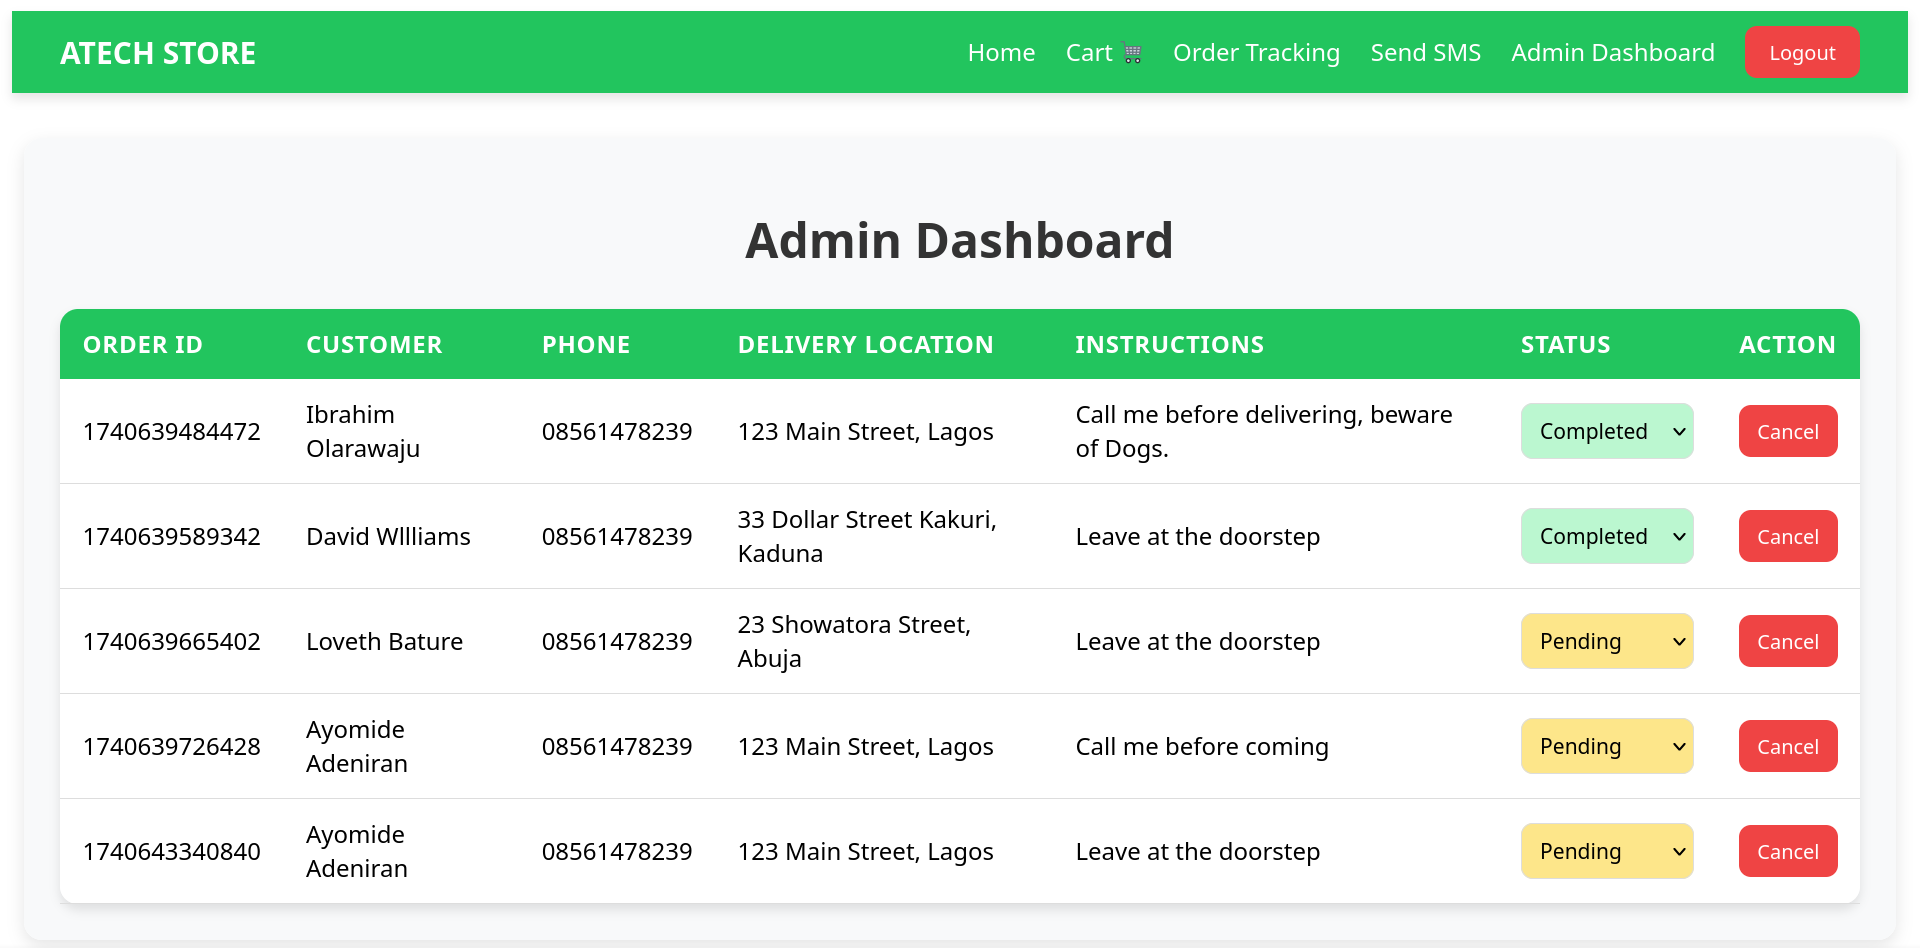 ATECH STORE
Home Cart 🛒 Order Tracking Send SMS Admin Dashboard Logout
Admin Dashboard
ORDER ID CUSTOMER PHONE DELIVERY LOCATION INSTRUCTIONS STATUS ACTION
1740639484472 Ibrahim Olarawaju 08561478239 123 Main Street, Lagos Call me before delivering, beware of Dogs. Completed Cancel
1740639589342 David Wllliams 08561478239 33 Dollar Street Kakuri, Kaduna Leave at the doorstep Completed Cancel
1740639665402 Loveth Bature 08561478239 23 Showatora Street, Abuja Leave at the doorstep Pending Cancel
1740639726428 Ayomide Adeniran 08561478239 123 Main Street, Lagos Call me before coming Pending Cancel
1740643340840 Ayomide Adeniran 08561478239 123 Main Street, Lagos Leave at the doorstep Pending Cancel